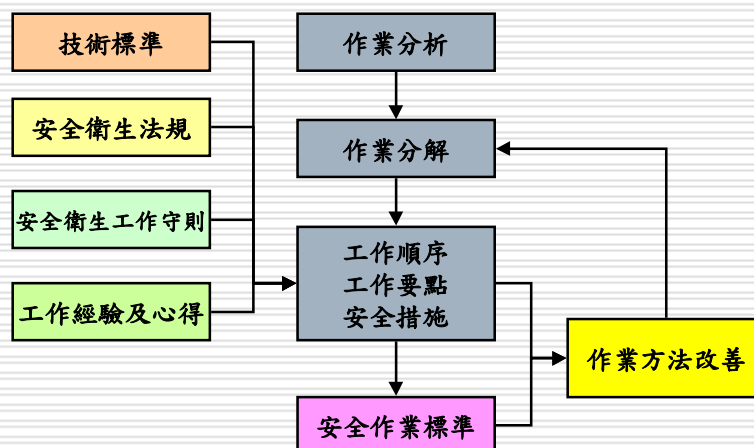 技術標準
安全衛生法規
安全衛生工作守則
工作經驗及心得
作業分析
作業分解
工作順序
工作要點
安全措施
安全作業標準
作業方法改善